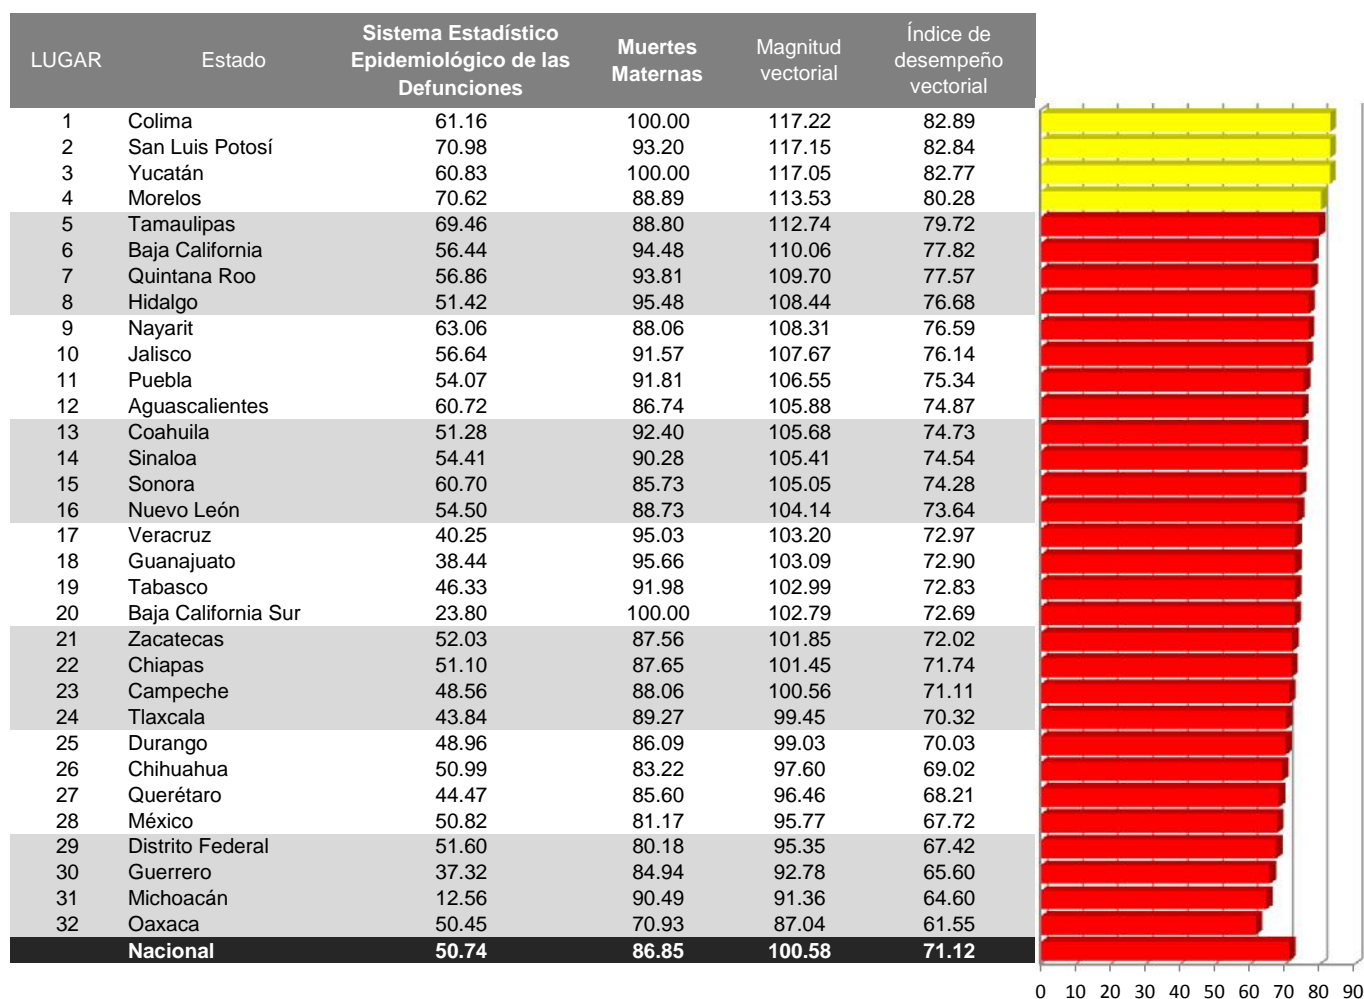 LUGAR Estado Sistema Estadístico Epidemiológico de las Defunciones Muertes Maternas Magnitud vectorial Índice de desempeño vectorial
1 Colima 61.16 100.00 117.22 82.89
2 San Luis Potosí 70.98 93.20 117.15 82.84
3 Yucatán 60.83 100.00 117.05 82.77
4 Morelos 70.62 88.89 113.53 80.28
5 Tamaulipas 69.46 88.80 112.74 79.72
6 Baja California 56.44 94.48 110.06 77.82
7 Quintana Roo 56.86 93.81 109.70 77.57
8 Hidalgo 51.42 95.48 108.44 76.68
9 Nayarit 63.06 88.06 108.31 76.59
10 Jalisco 56.64 91.57 107.67 76.14
11 Puebla 54.07 91.81 106.55 75.34
12 Aguascalientes 60.72 86.74 105.88 74.87
13 Coahuila 51.28 92.40 105.68 74.73
14 Sinaloa 54.41 90.28 105.41 74.54
15 Sonora 60.70 85.73 105.05 74.28
16 Nuevo León 54.50 88.73 104.14 73.64
17 Veracruz 40.25 95.03 103.20 72.97
18 Guanajuato 38.44 95.66 103.09 72.90
19 Tabasco 46.33 91.98 102.99 72.83
20 Baja California Sur 23.80 100.00 102.79 72.69
21 Zacatecas 52.03 87.56 101.85 72.02
22 Chiapas 51.10 87.65 101.45 71.74
23 Campeche 48.56 88.06 100.56 71.11
24 Tlaxcala 43.84 89.27 99.45 70.32
25 Durango 48.96 86.09 99.03 70.03
26 Chihuahua 50.99 83.22 97.60 69.02
27 Querétaro 44.47 85.60 96.46 68.21
28 México 50.82 81.17 95.77 67.72
29 Distrito Federal 51.60 80.18 95.35 67.42
30 Guerrero 37.32 84.94 92.78 65.60
31 Michoacán 12.56 90.49 91.36 64.60
32 Oaxaca 50.45 70.93 87.04 61.55
Nacional 50.74 86.85 100.58 71.12
0 10 20 30 40 50 60 70 80 90